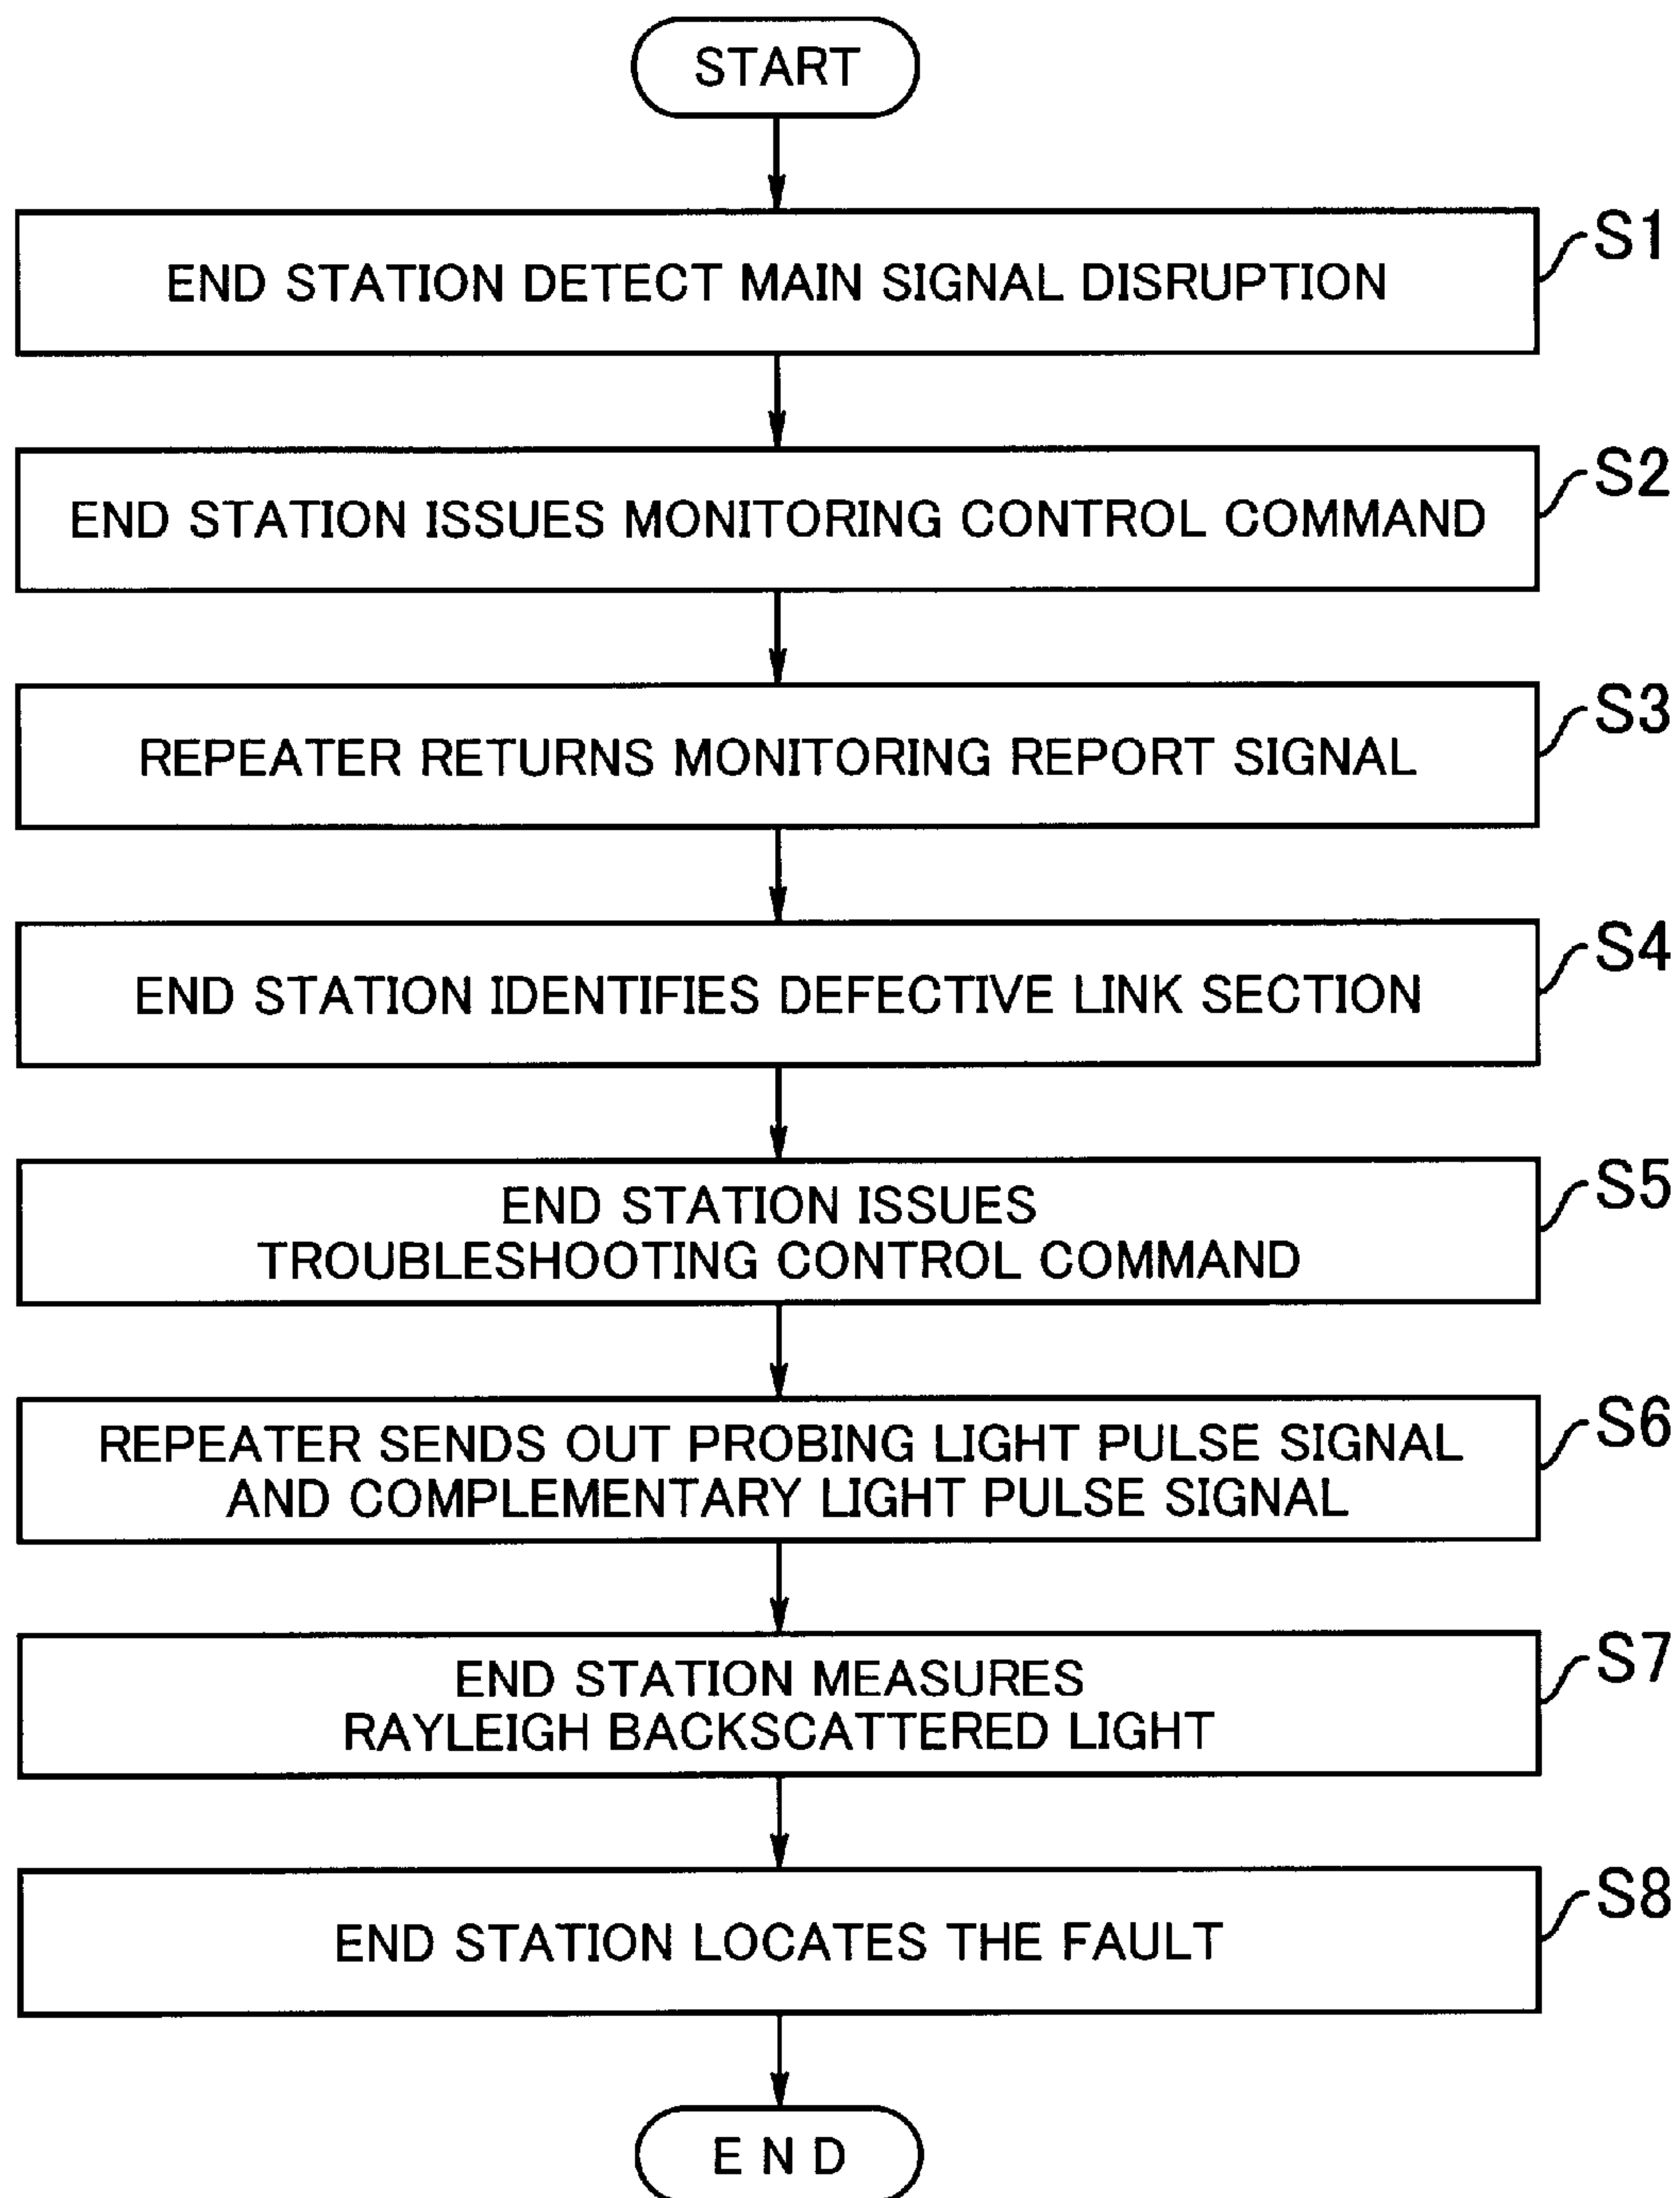 START
S1
END STATION DETECT MAIN SIGNAL DISRUPTION
S2
END STATION ISSUES MONITORING CONTROL COMMAND
S3
REPEATER RETURNS MONITORING REPORT SIGNAL
S4
END STATION IDENTIFIES DEFECTIVE LINK SECTION
S5
END STATION ISSUES
TROUBLESHOOTING CONTROL COMMAND
S6
REPEATER SENDS OUT PROBING LIGHT PULSE SIGNAL
AND COMPLEMENTARY LIGHT PULSE SIGNAL
S7
END STATION MEASURES
RAYLEIGH BACKSCATTERED LIGHT
S8
END STATION LOCATES THE FAULT
END